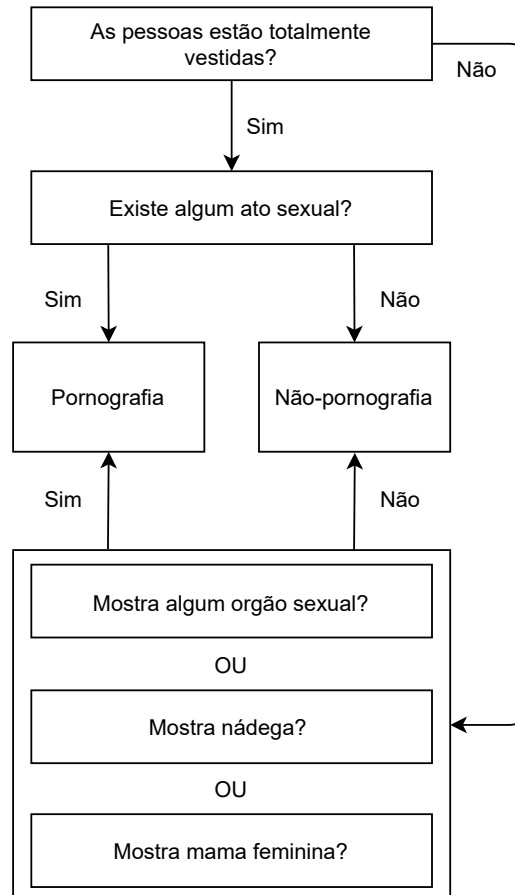 As pessoas estão totalmente
vestidas?
Não
Sim
Existe algum ato sexual?
Sim
Não
Pornografia
Não-pornografia
Sim
Não
Mostra algum orgão sexual?
OU
Mostra nádega?
OU
Mostra mama feminina?